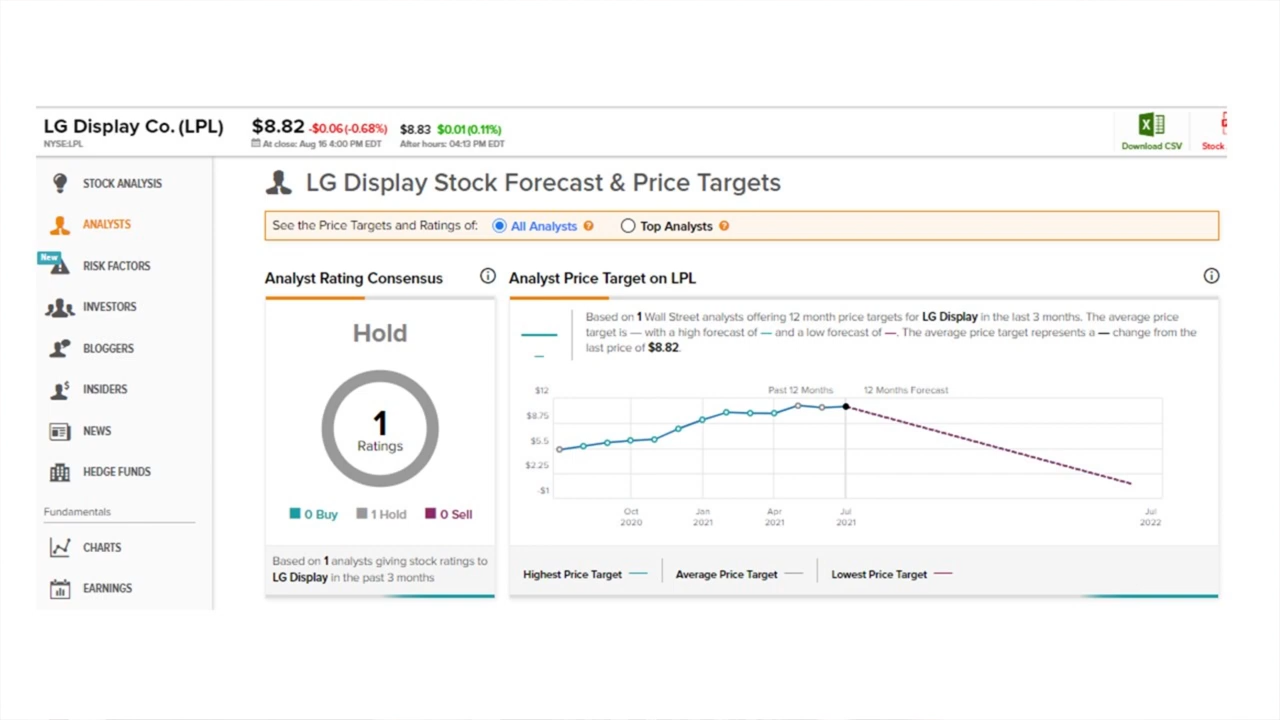 LG Display Co. (LPL)
NYSE:LPL
$8.82 -$0.06 (-0.68%)
At close: Aug 16 4:00 PM EDT
$8.83 $0.01 (0.11%)
After hours: 04:13 PM EDT
Download CSV
Stock
STOCK ANALYSIS
ANALYSTS
New
RISK FACTORS
INVESTORS
BLOGGERS
INSIDERS
NEWS
HEDGE FUNDS
Fundamentals
CHARTS
EARNINGS
LG Display Stock Forecast & Price Targets
See the Price Targets and Ratings of: All Analysts ? Top Analysts ?
Analyst Rating Consensus
Hold
1
Ratings
0 Buy 1 Hold 0 Sell
Based on 1 analysts giving stock ratings to
LG Display in the past 3 months
Analyst Price Target on LPL
Based on 1 Wall Street analysts offering 12 month price targets for LG Display in the last 3 months. The average price
target is — with a high forecast of — and a low forecast of —. The average price target represents a — change from the
last price of $8.82.
Past 12 Months 12 Months Forecast
$12
$8.75
$5.5
$2.25
-$1
Oct 2020
Jan 2021
Apr 2021
Jul 2021
Jul 2022
Highest Price Target
Average Price Target
Lowest Price Target